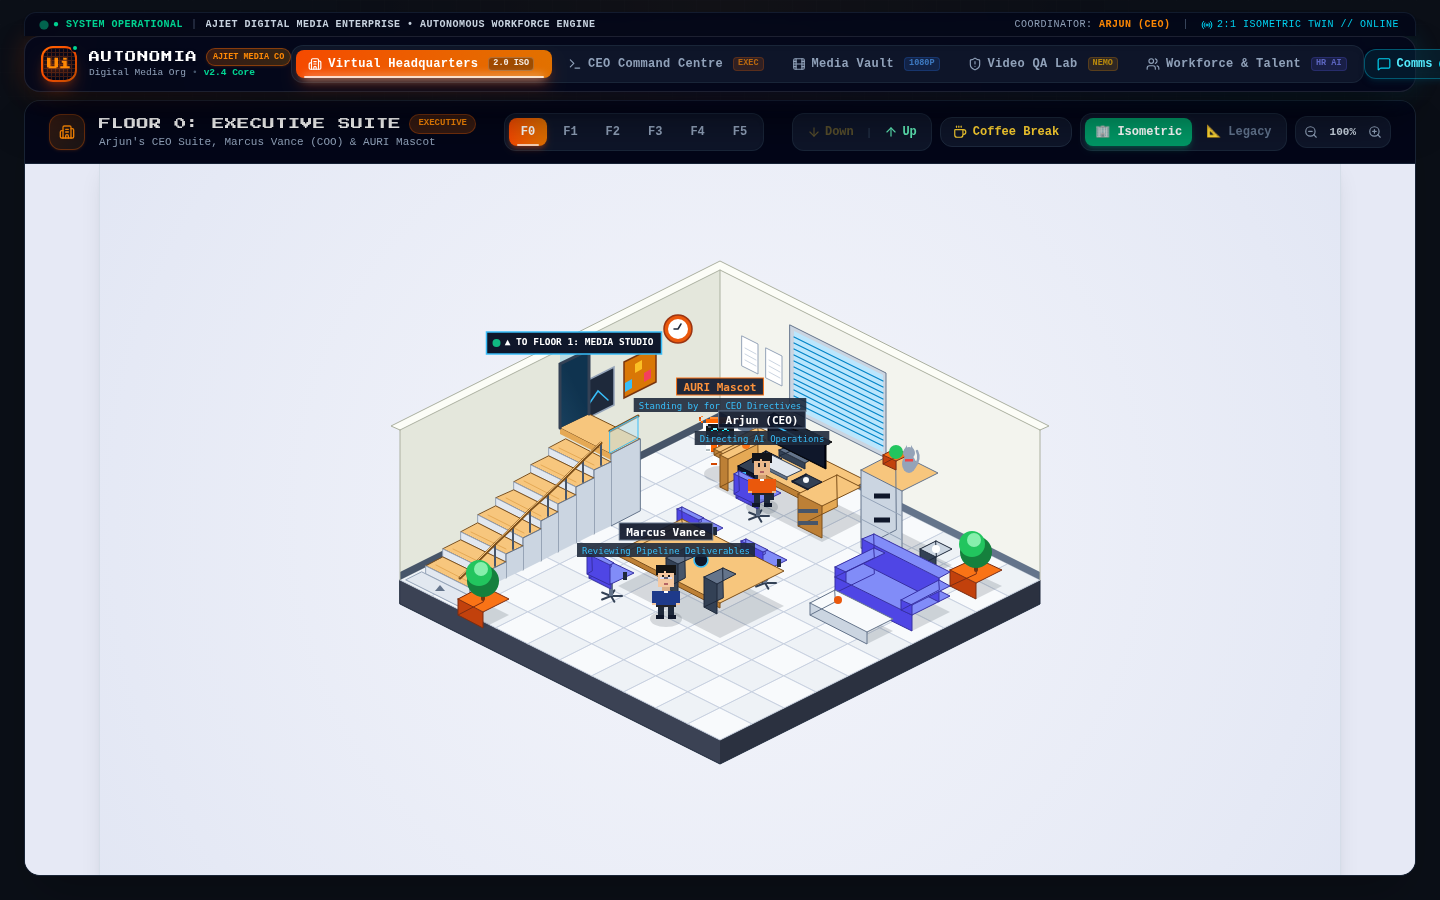 SYSTEM OPERATIONAL | AJIET DIGITAL MEDIA ENTERPRISE • AUTONOMOUS WORKFORCE ENGINE
COORDINATOR: ARJUN (CEO) | 2:1 ISOMETRIC TWIN // ONLINE
Ui
AUTONOMIA
AJIET MEDIA CO
Digital Media Org • v2.4 Core
Virtual Headquarters 2.0 ISO
CEO Command Centre EXEC
Media Vault 1080P
Video QA Lab NEMO
Workforce & Talent HR AI
Comms
FLOOR 0: EXECUTIVE SUITE EXECUTIVE
Arjun's CEO Suite, Marcus Vance (COO) & AURI Mascot
F0 F1 F2 F3 F4 F5
Down | Up
Coffee Break
Isometric
Legacy
100%
▲ TO FLOOR 1: MEDIA STUDIO
AURI Mascot
Standing by for CEO Directives
Arjun (CEO)
Directing AI Operations
Marcus Vance
Reviewing Pipeline Deliverables